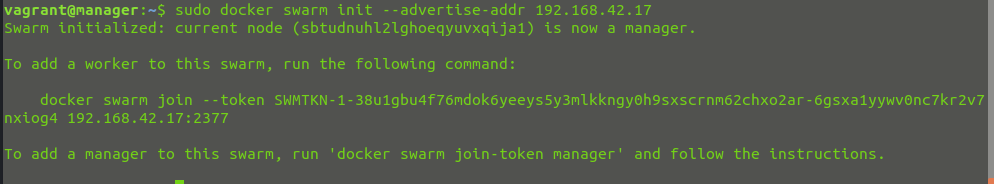 vagrant@manager:~$ sudo docker swarm init --advertise-addr 192.168.42.17
Swarm initialized: current node (sbtudnuhl2lghoeqyuvxqija1) is now a manager.
To add a worker to this swarm, run the following command:
docker swarm join --token SWMTKN-1-38u1gbu4f76mdok6yeeys5y3mlkkngy0h9sxscrnm62chxo2ar-6gsxa1yywv0nc7kr2v7
nxiog4 192.168.42.17:2377
To add a manager to this swarm, run 'docker swarm join-token manager' and follow the instructions.